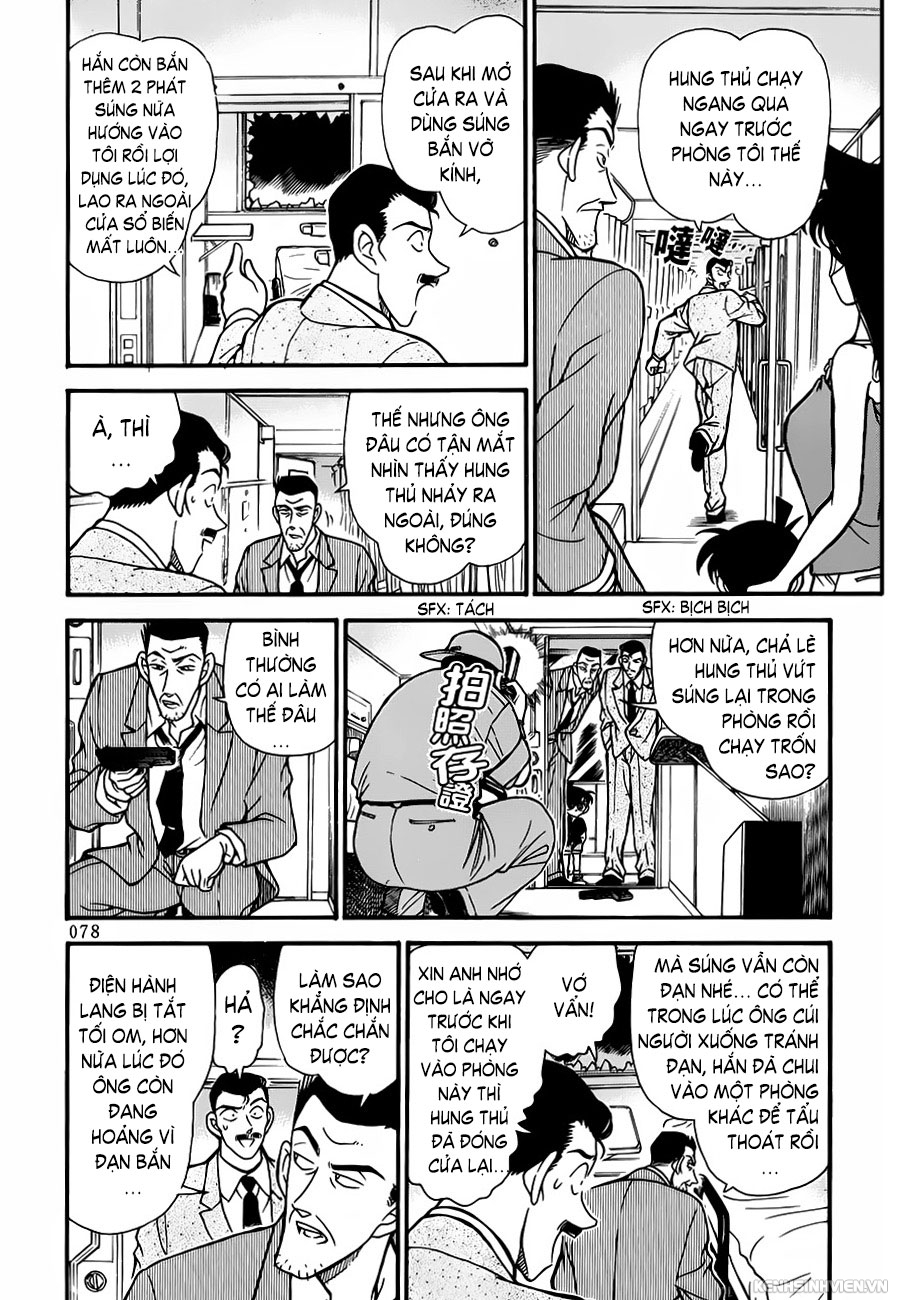 HUNG THỦ CHẠY
NGANG QUA
NGAY TRƯỚC
PHÒNG TÔI THẾ
NÀY...
噠噠...
SFX: BỊCH BỊCH
SAU KHI MỞ
CỬA RA VÀ
DÙNG SÚNG
BẮN VỠ
KÍNH,
HẮN CÒN BẮN
THÊM 2 PHÁT
SÚNG NỮA
HƯỚNG VÀO
TÔI RỒI LỢI
DỤNG LÚC ĐÓ,
LAO RA NGOÀI
CỬA SỔ BIẾN
MẤT LUÔN...
THẾ NHƯNG ÔNG
ĐÂU CÓ TẬN MẮT
NHÌN THẤY HUNG
THỦ NHẢY RA
NGOÀI, ĐÚNG
KHÔNG?
À, THÌ
...
SFX: TÁCH
HƠN NỮA, CHẢ LẼ
HUNG THỦ VỨT
SÚNG LẠI TRONG
PHÒNG RỒI
CHẠY TRỐN
SAO?
拍照存證
BÌNH
THƯỜNG
CÓ AI LÀM
THẾ ĐÂU
...
078
MÀ SÚNG VẪN CÒN
ĐẠN NHÉ... CÓ THỂ
TRONG LÚC ÔNG CÚI
NGƯỜI XUỐNG TRÁNH
ĐẠN, HẮN ĐÃ CHUI
VÀO MỘT PHÒNG
KHÁC ĐỂ TẨU
THOÁT RỒI
...
VỚ
VẨN!
XIN ANH NHỚ
CHO LÀ NGAY
TRƯỚC KHI
TÔI CHẠY
VÀO PHÒNG
NÀY THÌ
HUNG THỦ
ĐÃ ĐÓNG
CỬA LẠI...
LÀM SAO
KHẲNG ĐỊNH
CHẮC CHẮN
ĐƯỢC?
HẢ
?
ĐIỆN HÀNH
LANG BỊ TẮT
TỐI OM, HƠN
NỮA LÚC ĐÓ
ÔNG CÒN
ĐANG
HOẢNG VÌ
ĐẠN BẮN
...
KENHSINHVIEN.VN